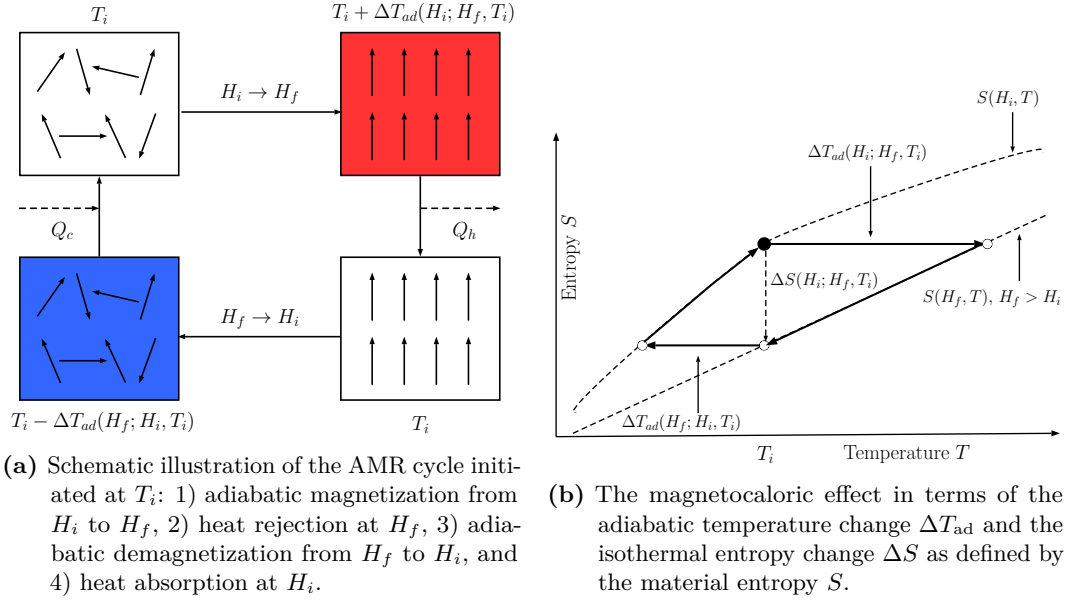 T_i
T_i + ΔT_ad(H_i; H_f, T_i)
H_i → H_f
Q_c
Q_h
H_f → H_i
T_i − ΔT_ad(H_f; H_i, T_i)
T_i
(a) Schematic illustration of the AMR cycle initi-
ated at T_i: 1) adiabatic magnetization from
H_i to H_f, 2) heat rejection at H_f, 3) adia-
batic demagnetization from H_f to H_i, and
4) heat absorption at H_i.
S(H_i, T)
ΔT_ad(H_i; H_f, T_i)
Entropy S
ΔS(H_i; H_f, T_i)
S(H_f, T), H_f > H_i
ΔT_ad(H_f; H_i, T_i)
T_i
Temperature T
(b) The magnetocaloric effect in terms of the
adiabatic temperature change ΔT_ad and the
isothermal entropy change ΔS as defined by
the material entropy S.